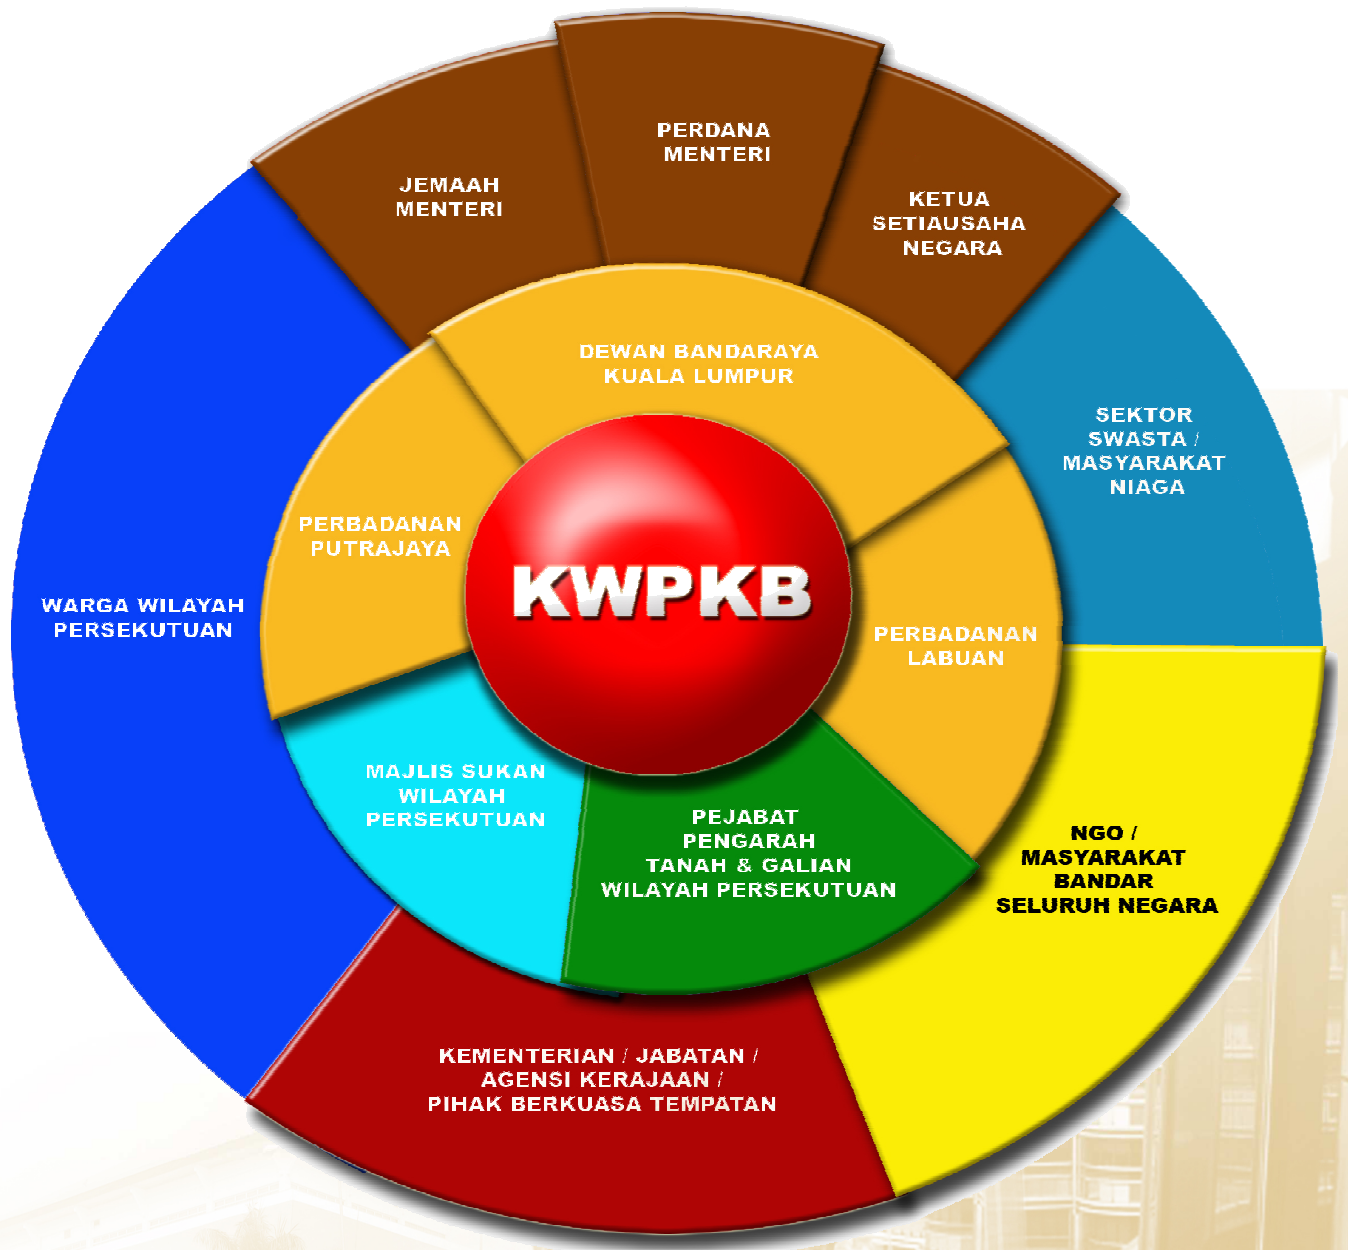 PERDANA
MENTERI
JEMAAH
MENTERI
KETUA
SETIAUSAHA
NEGARA
DEWAN BANDARAYA
KUALA LUMPUR
SEKTOR
SWASTA /
MASYARAKAT
NIAGA
PERBADANAN
PUTRAJAYA
KWPKB
WARGA WILAYAH
PERSEKUTUAN
PERBADANAN
LABUAN
MAJLIS SUKAN
WILAYAH
PERSEKUTUAN
PEJABAT
PENGARAH
TANAH & GALIAN
WILAYAH PERSEKUTUAN
NGO /
MASYARAKAT
BANDAR
SELURUH NEGARA
KEMENTERIAN / JABATAN /
AGENSI KERAJAAN /
PIHAK BERKUASA TEMPATAN